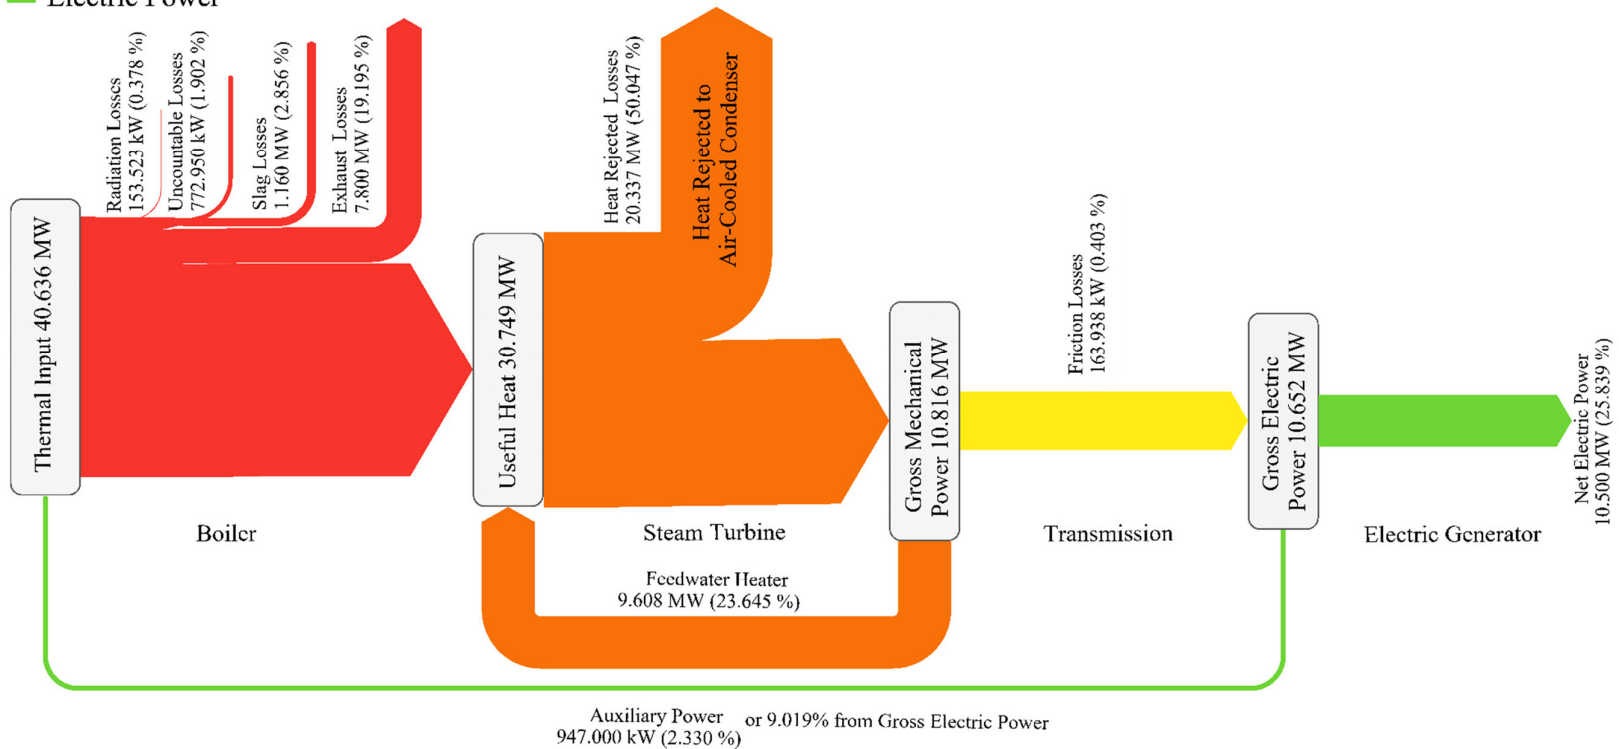 Electric Power
Radiation Losses
153.523 kW (0.378 %)
Uncountable Losses
772.950 kW (1.902 %)
Slag Losses
1.160 MW (2.856 %)
Exhaust Losses
7.800 MW (19.195 %)
Heat Rejected Losses
20.337 MW (50.047 %)
Heat Rejected to
Air-Cooled Condenser
Thermal Input 40.636 MW
Useful Heat 30.749 MW
Gross Mechanical
Power 10.816 MW
Friction Losses
163.938 kW (0.403 %)
Gross Electric
Power 10.652 MW
Net Electric Power
10.500 MW (25.839 %)
Boiler
Steam Turbine
Transmission
Electric Generator
Feedwater Heater
9.608 MW (23.645 %)
Auxiliary Power or 9.019% from Gross Electric Power
947.000 kW (2.330 %)